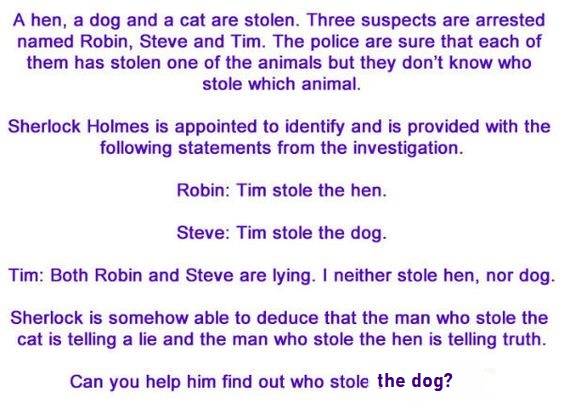 A hen, a dog and a cat are stolen. Three suspects are arrested
named Robin, Steve and Tim. The police are sure that each of
them has stolen one of the animals but they don't know who
stole which animal.
Sherlock Holmes is appointed to identify and is provided with the
following statements from the investigation.
Robin: Tim stole the hen.
Steve: Tim stole the dog.
Tim: Both Robin and Steve are lying. I neither stole hen, nor dog.
Sherlock is somehow able to deduce that the man who stole the
cat is telling a lie and the man who stole the hen is telling truth.
Can you help him find out who stole the dog?